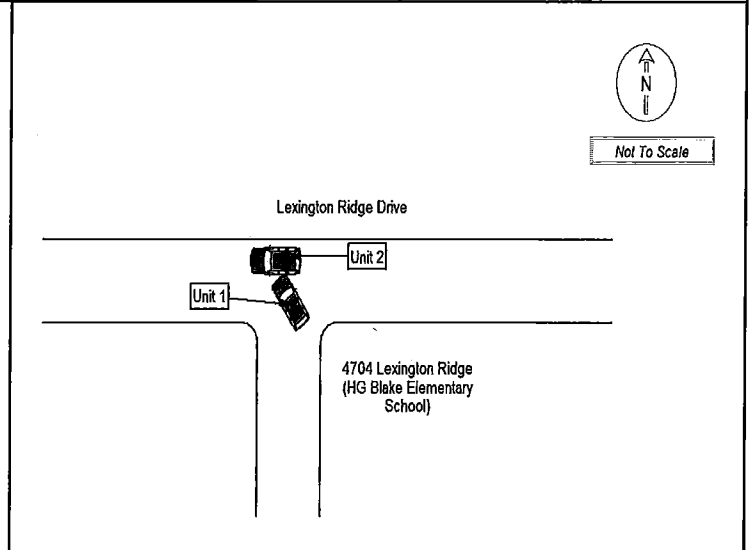 N
Not To Scale
Lexington Ridge Drive
Unit 2
Unit 1
4704 Lexington Ridge
(HG Blake Elementary
School)